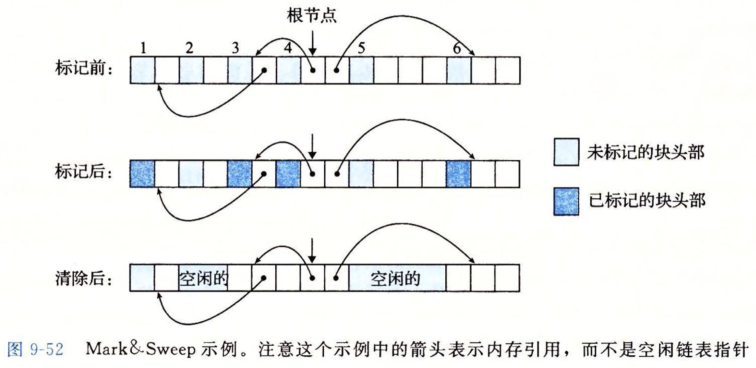 根节点
1 2 3 4 5 6
标记前:
标记后:
未标记的块头部
已标记的块头部
清除后: 空闲的 空闲的
图 9-52 Mark&Sweep 示例。注意这个示例中的箭头表示内存引用，而不是空闲链表指针